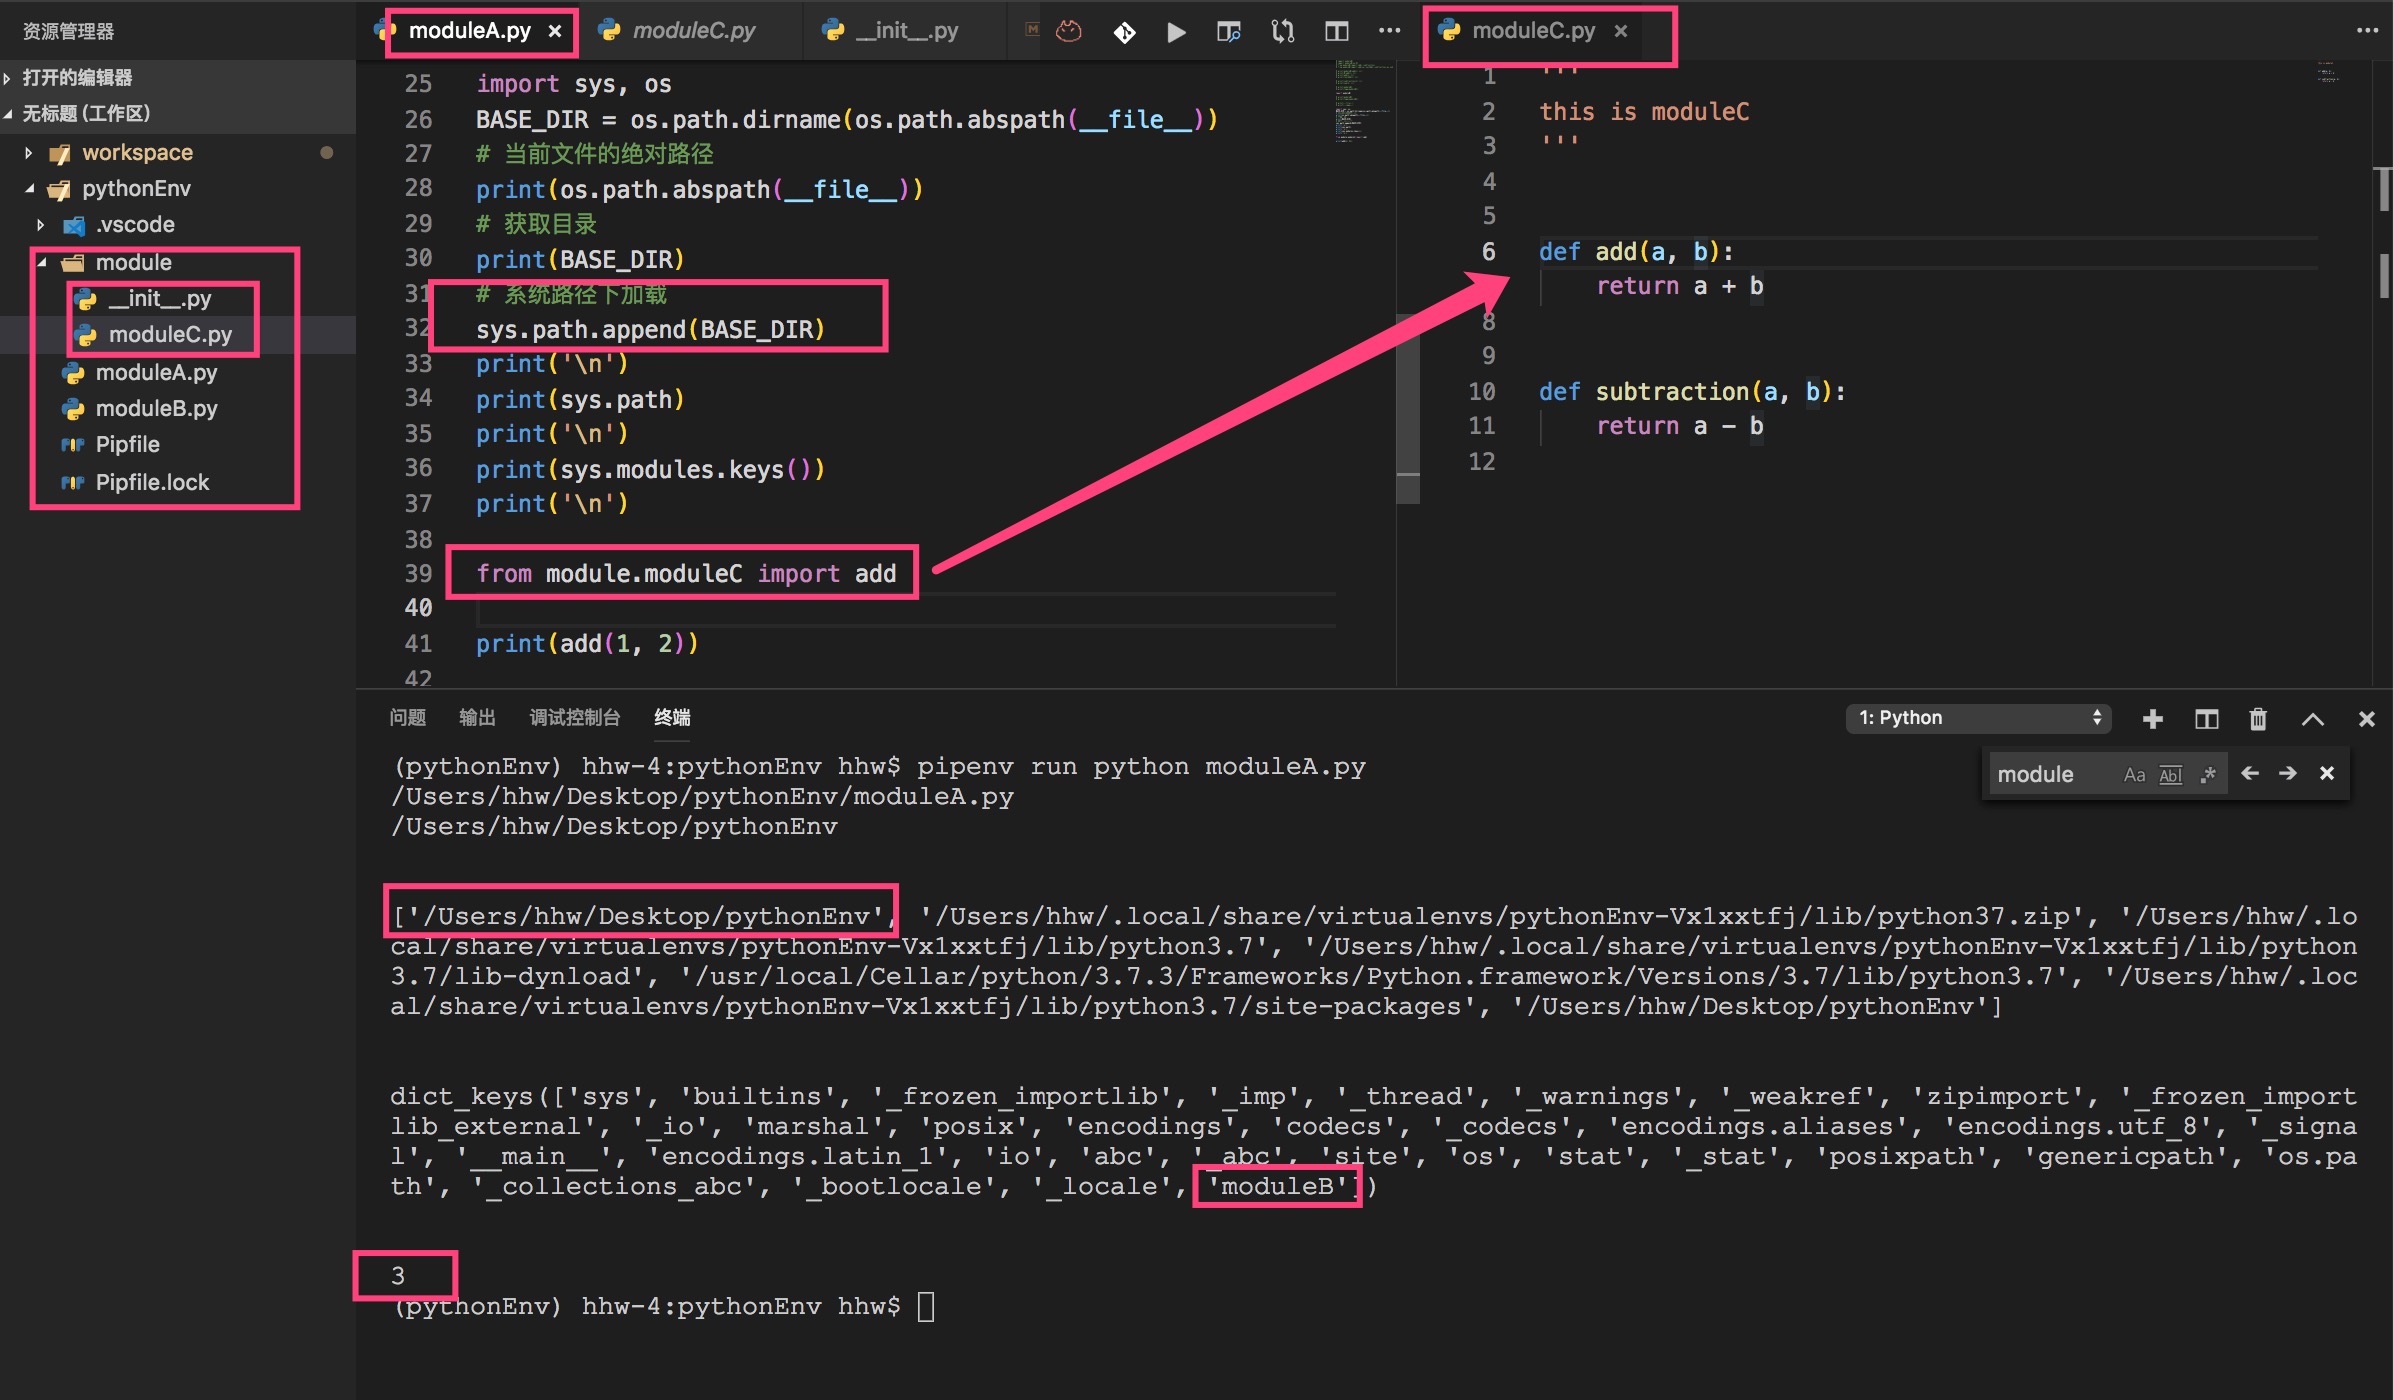 资源管理器
打开的编辑器
无标题 (工作区)
workspace
pythonEnv
.vscode
module
__init__.py
moduleC.py
moduleA.py
moduleB.py
Pipfile
Pipfile.lock
moduleA.py
moduleC.py
__init__.py
25 import sys, os
26 BASE_DIR = os.path.dirname(os.path.abspath(__file__))
27 # 当前文件的绝对路径
28 print(os.path.abspath(__file__))
29 # 获取目录
30 print(BASE_DIR)
31 # 系统路径下加载
32 sys.path.append(BASE_DIR)
33 print('\n')
34 print(sys.path)
35 print('\n')
36 print(sys.modules.keys())
37 print('\n')
38
39 from module.moduleC import add
40
41 print(add(1, 2))
42
moduleC.py
1 '''
2 this is moduleC
3 '''
4
5
6 def add(a, b):
return a + b
8
9
10 def subtraction(a, b):
11 return a - b
12
问题 输出 调试控制台 终端
1: Python
module Aa Abl .*
(pythonEnv) hhw-4:pythonEnv hhw$ pipenv run python moduleA.py
/Users/hhw/Desktop/pythonEnv/moduleA.py
/Users/hhw/Desktop/pythonEnv
['/Users/hhw/Desktop/pythonEnv', '/Users/hhw/.local/share/virtualenvs/pythonEnv-Vx1xxtfj/lib/python37.zip', '/Users/hhw/.lo
cal/share/virtualenvs/pythonEnv-Vx1xxtfj/lib/python3.7', '/Users/hhw/.local/share/virtualenvs/pythonEnv-Vx1xxtfj/lib/python
3.7/lib-dynload', '/usr/local/Cellar/python/3.7.3/Frameworks/Python.framework/Versions/3.7/lib/python3.7', '/Users/hhw/.loc
al/share/virtualenvs/pythonEnv-Vx1xxtfj/lib/python3.7/site-packages', '/Users/hhw/Desktop/pythonEnv']
dict_keys(['sys', 'builtins', '_frozen_importlib', '_imp', '_thread', '_warnings', '_weakref', 'zipimport', '_frozen_import
lib_external', '_io', 'marshal', 'posix', 'encodings', 'codecs', '_codecs', 'encodings.aliases', 'encodings.utf_8', '_signa
l', '__main__', 'encodings.latin_1', 'io', 'abc', '_abc', 'site', 'os', 'stat', '_stat', 'posixpath', 'genericpath', 'os.pa
th', '_collections_abc', '_bootlocale', '_locale', 'moduleB'])
3
(pythonEnv) hhw-4:pythonEnv hhw$